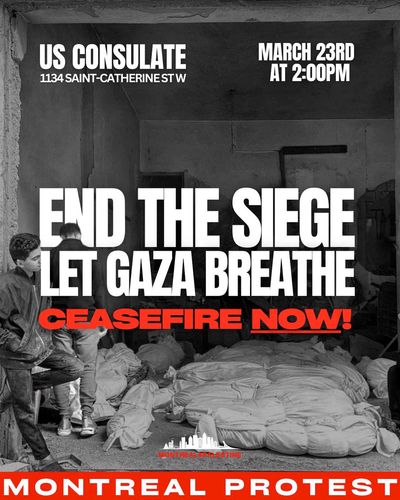 US CONSULATE
1134 SAINT-CATHERINE ST W
MARCH 23RD
AT 2:00PM
END THE SIEGE
LET GAZA BREATHE
CEASEFIRE NOW!
MONTREAL4PALESTINE
MONTREAL PROTEST